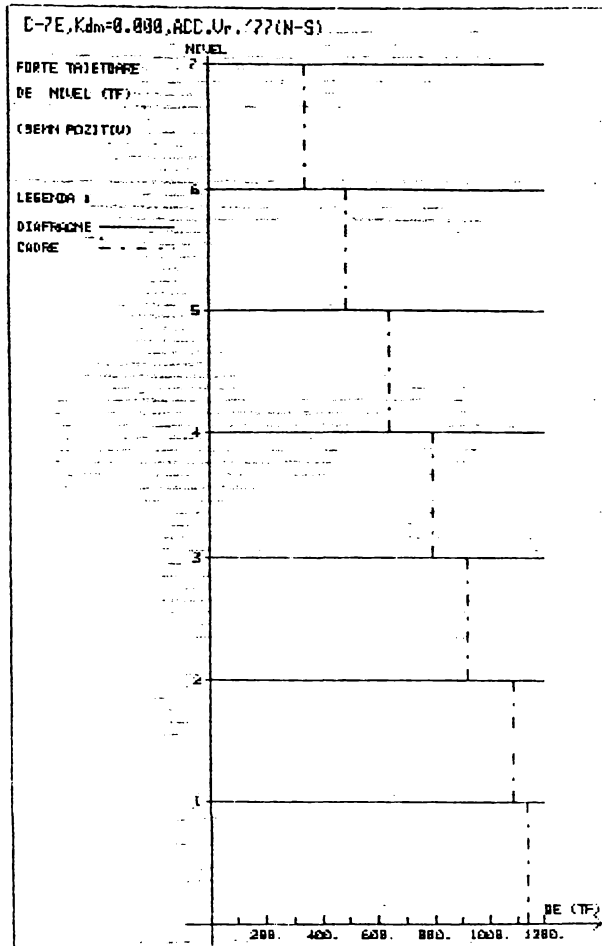 C-7E,Kdm=0.000,ACC.Vr.'77(N-S)
NIVEL
FORTE TAIETOARE
DE NIVEL (TF)
(SEMN POZITIV)
LEGENDA :
DIAFRAGME
CADRE
7
6
5
4
3
2
1
DE (TF)
200. 400. 600. 800. 1000. 1200.